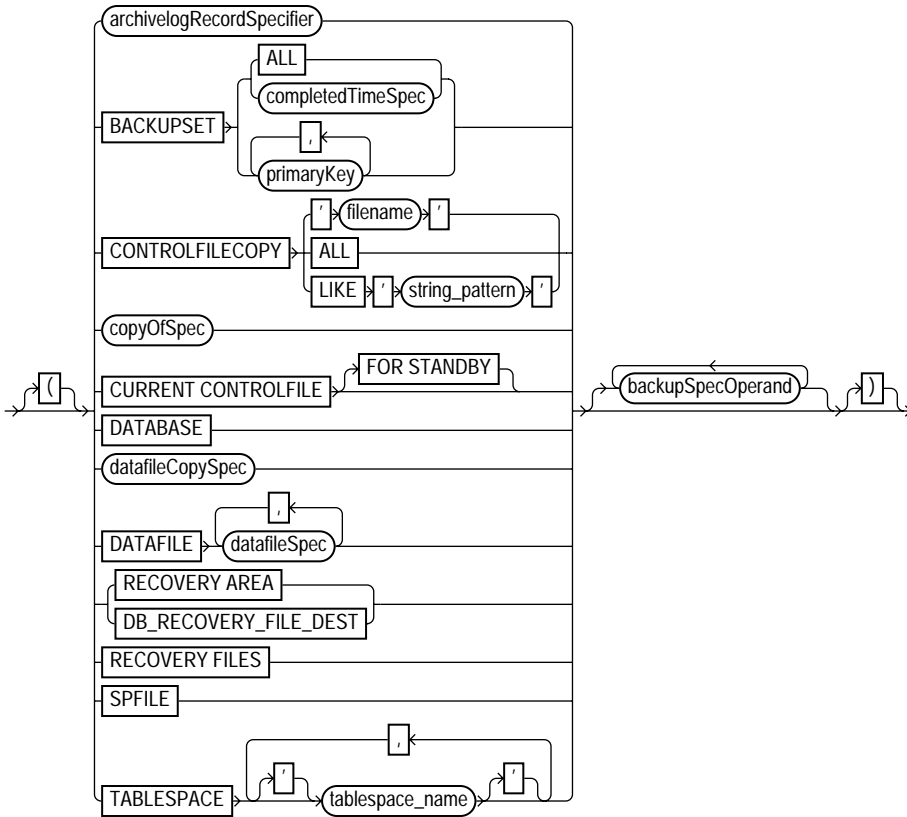 archivelogRecordSpecifier
ALL
completedTimeSpec
BACKUPSET
,
primaryKey
' filename '
CONTROLFILECOPY ALL
LIKE ' string_pattern '
copyOfSpec
FOR STANDBY
( CURRENT CONTROLFILE backupSpecOperand )
DATABASE
datafileCopySpec
,
DATAFILE datafileSpec
RECOVERY AREA
DB_RECOVERY_FILE_DEST
RECOVERY FILES
SPFILE
,
' '
TABLESPACE tablespace_name